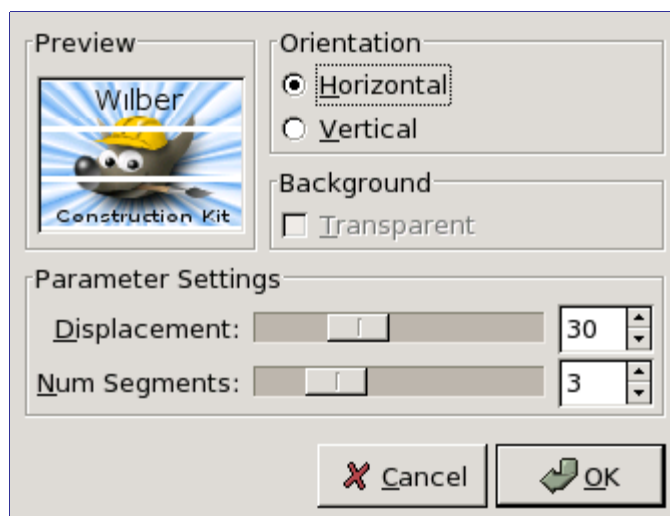 Preview
Wilber
Construction Kit
Orientation
Horizontal
Vertical
Background
Transparent
Parameter Settings
Displacement: 30
Num Segments: 3
Cancel
OK